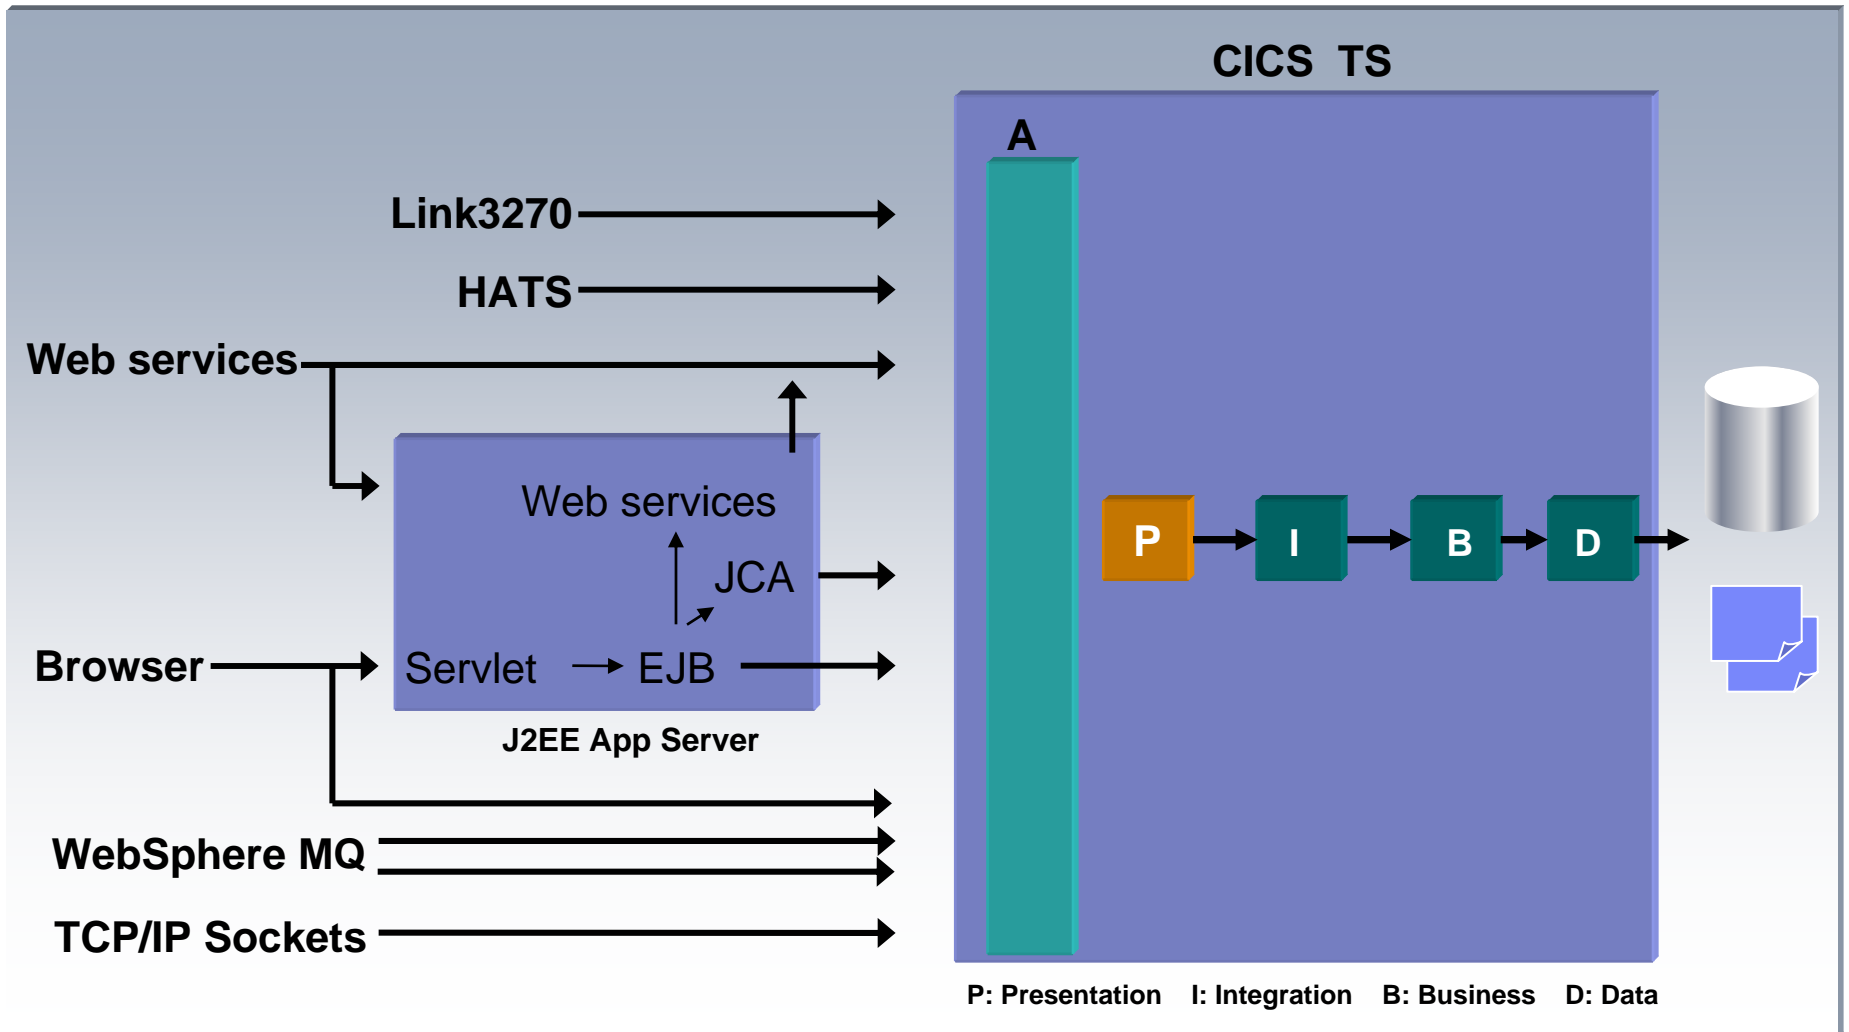 CICS TS
A
Link3270
HATS
Web services
Web services
JCA
P
I
B
D
Browser
Servlet
EJB
J2EE App Server
WebSphere MQ
TCP/IP Sockets
P: Presentation I: Integration B: Business D: Data